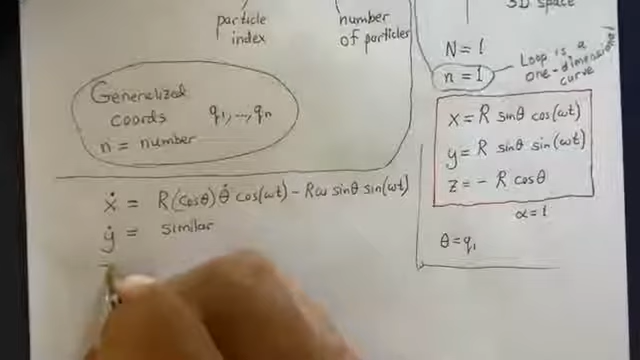 particle
index
number
of particles
3D space
N = 1
n = 1
Loop is a
one-dimensional
curve
Generalized
coords q₁, ..., qₙ
n = number
x = R sinθ cos(ωt)
y = R sinθ sin(ωt)
z = - R cosθ
α = 1
θ = q₁
ẋ = R(cosθ) θ̇ cos(ωt) - Rω sinθ sin(ωt)
ẏ = similar